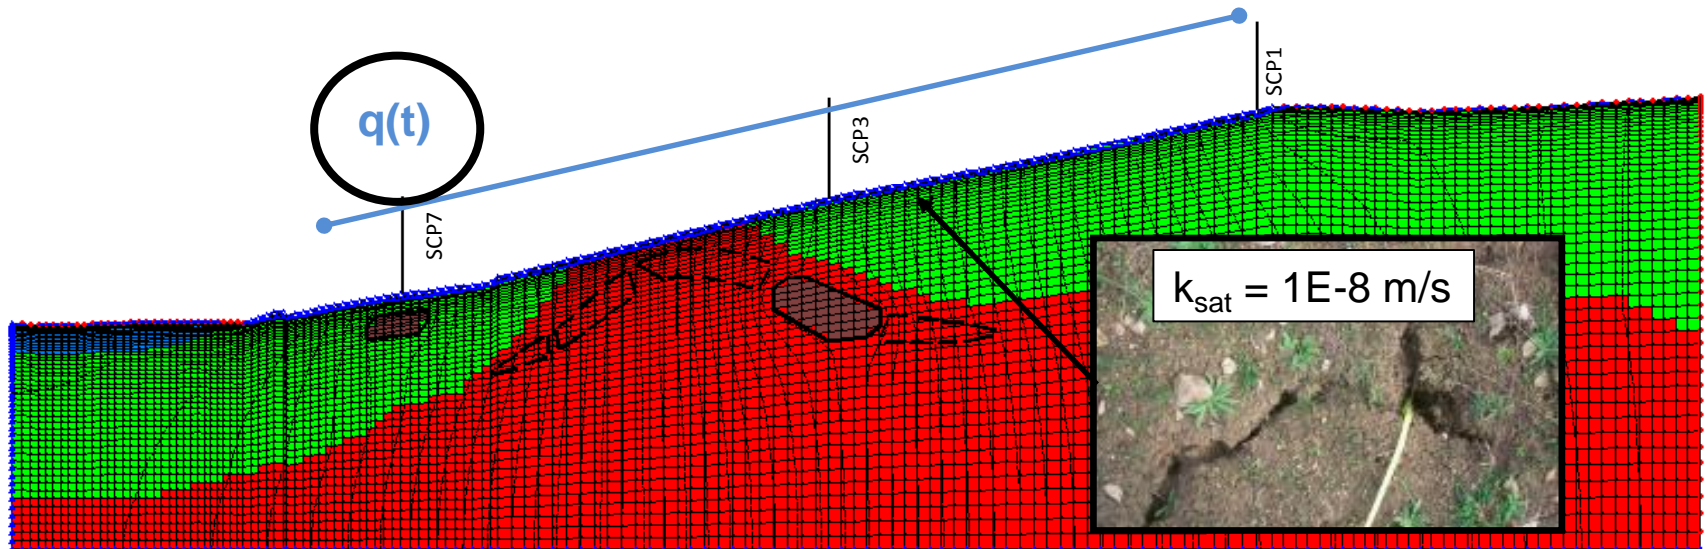 q(t)
SCP7
SCP3
SCP1
k_sat = 1E-8 m/s